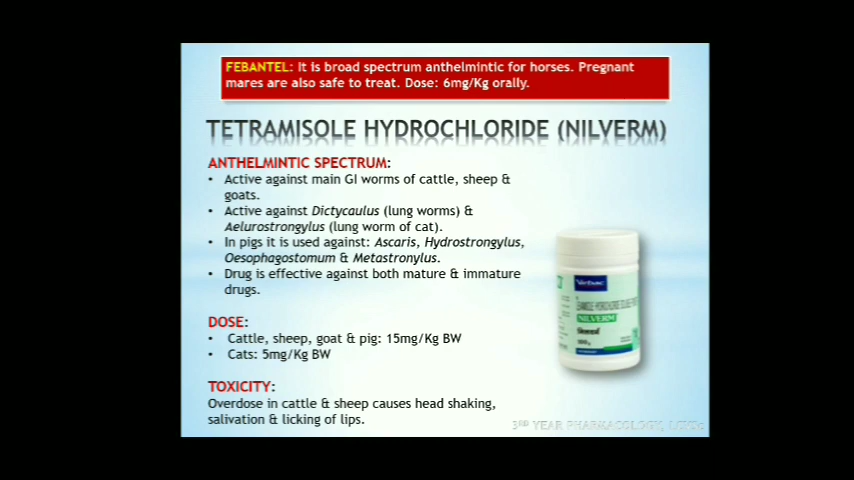 FEBANTEL: It is broad spectrum anthelmintic for horses. Pregnant
mares are also safe to treat. Dose: 6mg/Kg orally.
TETRAMISOLE HYDROCHLORIDE (NILVERM)
ANTHELMINTIC SPECTRUM:
• Active against main GI worms of cattle, sheep &
goats.
• Active against Dictycaulus (lung worms) &
Aelurostrongylus (lung worm of cat).
• In pigs it is used against: Ascaris, Hydrostrongylus,
Oesophagostomum & Metastronylus.
• Drug is effective against both mature & immature
drugs.
DOSE:
• Cattle, sheep, goat & pig: 15mg/Kg BW
• Cats: 5mg/Kg BW
TOXICITY:
Overdose in cattle & sheep causes head shaking,
salivation & licking of lips.
Virbac
NILVERM
3RD YEAR PHARMACOLOGY,